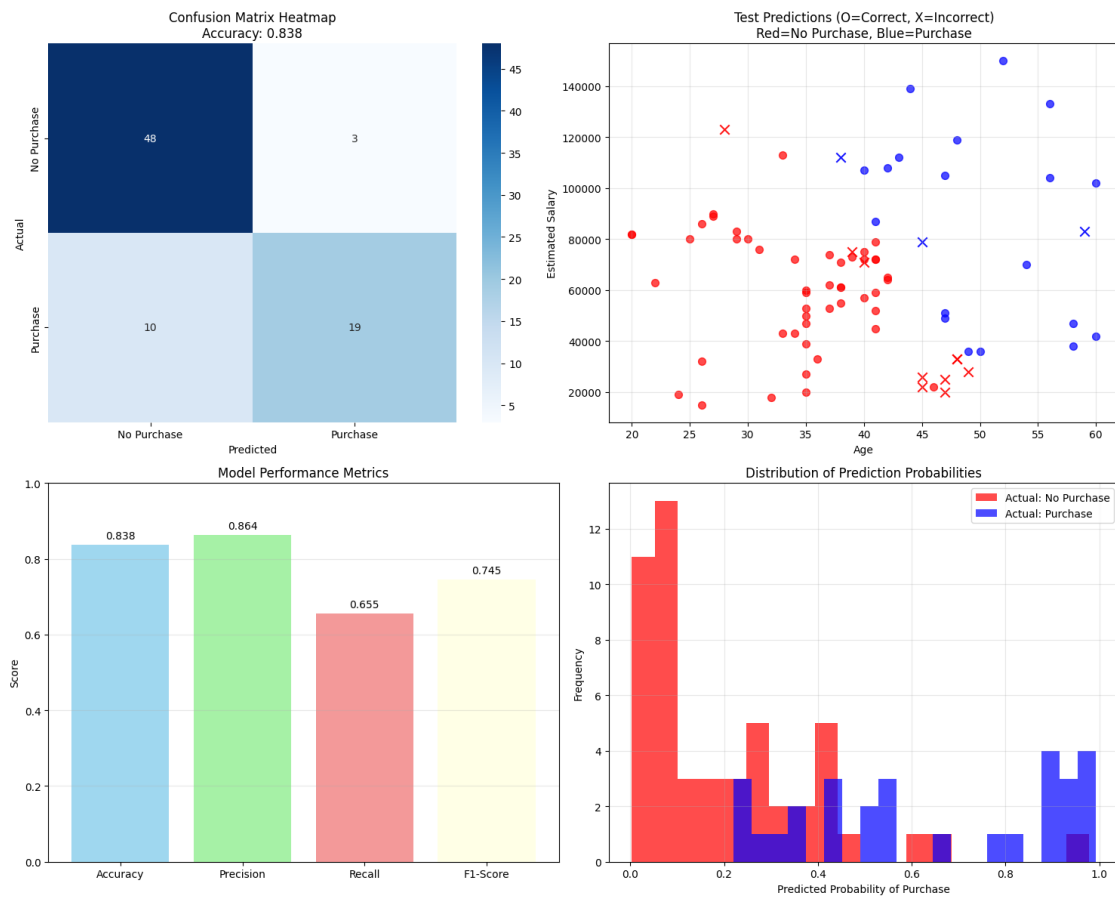 Confusion Matrix Heatmap
Accuracy: 0.838
Actual
No Purchase
Purchase
48
3
10
19
No Purchase
Purchase
Predicted
45
40
35
30
25
20
15
10
5
Test Predictions (O=Correct, X=Incorrect)
Red=No Purchase, Blue=Purchase
Estimated Salary
140000
120000
100000
80000
60000
40000
20000
20
25
30
35
40
45
50
55
60
Age
Model Performance Metrics
Score
1.0
0.8
0.6
0.4
0.2
0.0
0.838
0.864
0.655
0.745
Accuracy
Precision
Recall
F1-Score
Distribution of Prediction Probabilities
Actual: No Purchase
Actual: Purchase
Frequency
12
10
8
6
4
2
0
0.0
0.2
0.4
0.6
0.8
1.0
Predicted Probability of Purchase